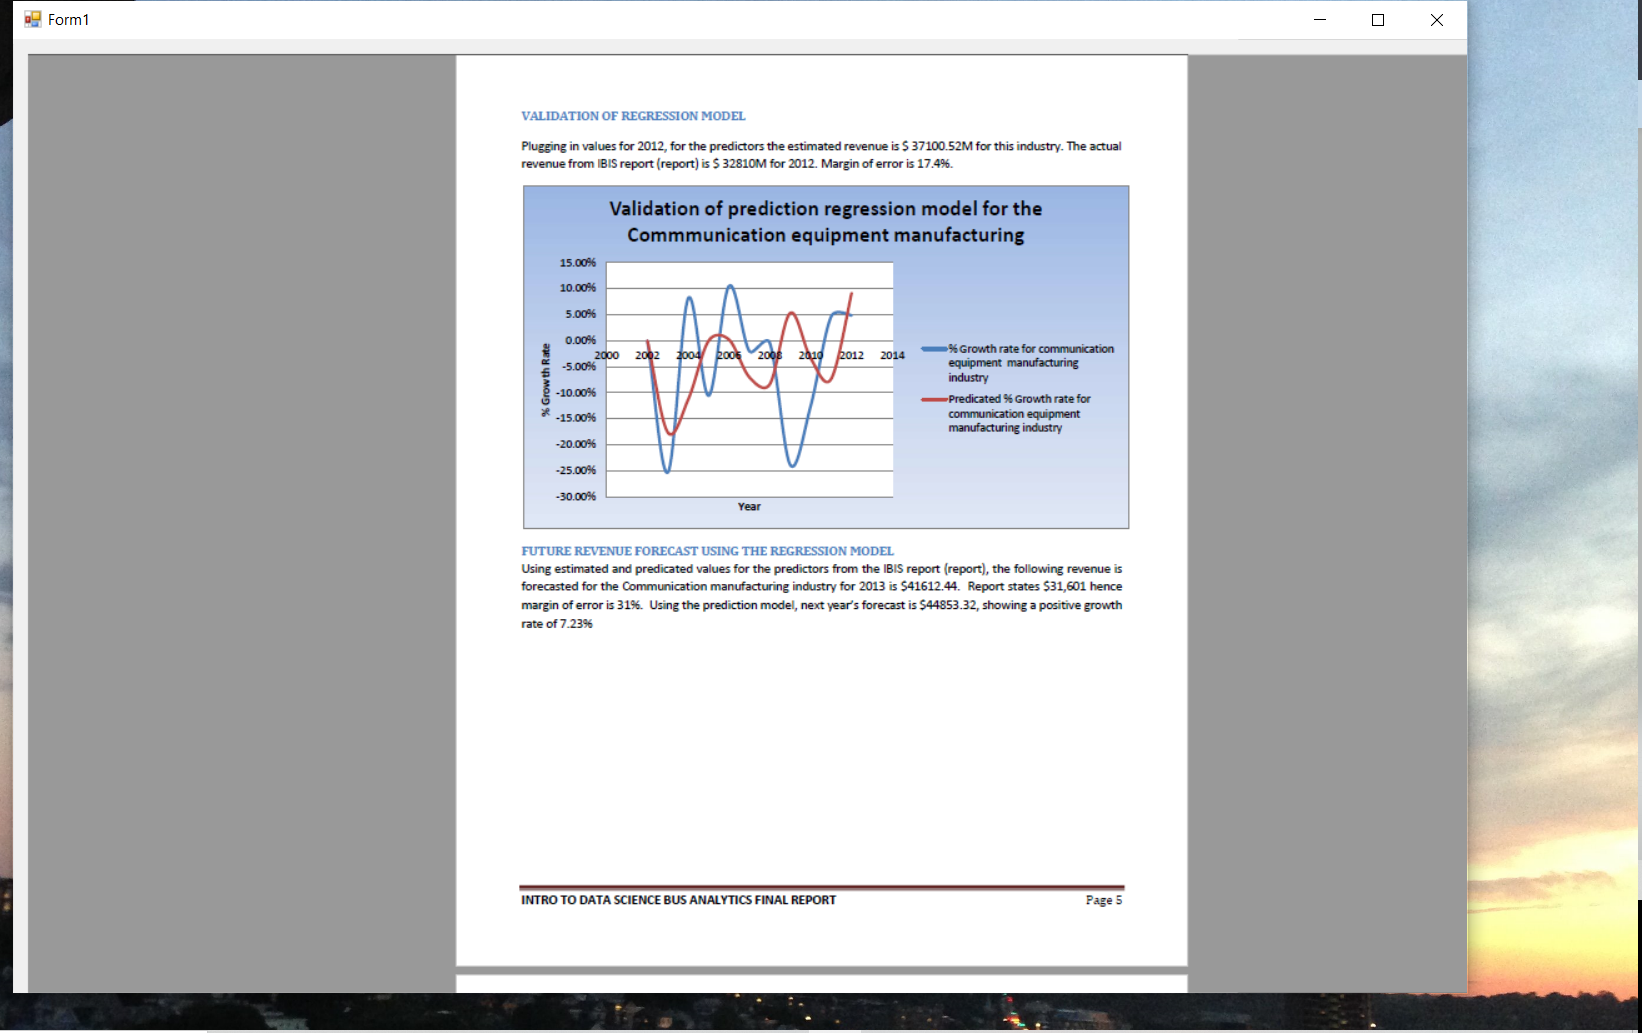 Form1
VALIDATION OF REGRESSION MODEL
Plugging in values for 2012, for the predictors the estimated revenue is $ 37100.52M for this industry. The actual
revenue from IBIS report (report) is $ 32810M for 2012. Margin of error is 17.4%.
Validation of prediction regression model for the
Commmunication equipment manufacturing
15.00%
10.00%
5.00%
0.00%
2000 2002 2004 2006 2008 2010 2012 2014
-5.00%
-10.00%
-15.00%
-20.00%
-25.00%
-30.00%
% Growth Rate
Year
% Growth rate for communication
equipment manufacturing
industry
Predicated % Growth rate for
communication equipment
manufacturing industry
FUTURE REVENUE FORECAST USING THE REGRESSION MODEL
Using estimated and predicated values for the predictors from the IBIS report (report), the following revenue is
forecasted for the Communication manufacturing industry for 2013 is $41612.44. Report states $31,601 hence
margin of error is 31%. Using the prediction model, next year's forecast is $44853.32, showing a positive growth
rate of 7.23%
INTRO TO DATA SCIENCE BUS ANALYTICS FINAL REPORT Page 5